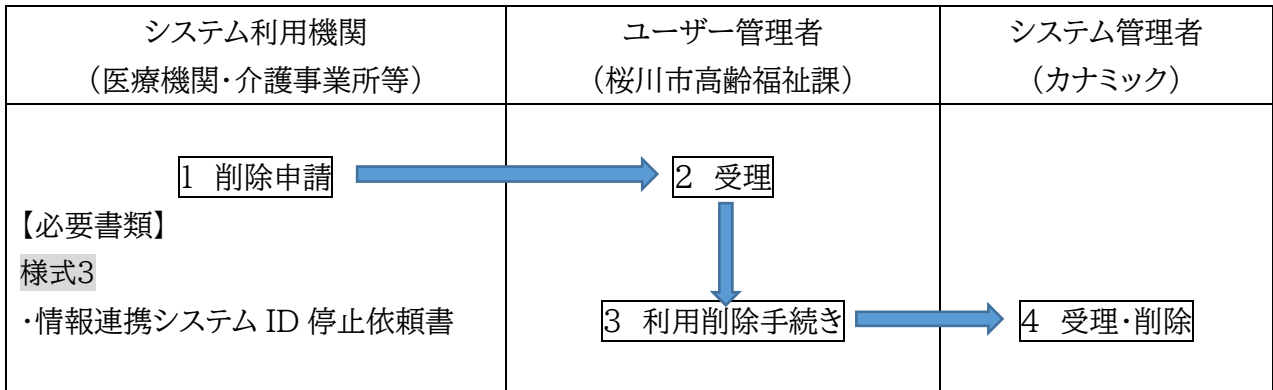 システム利用機関
（医療機関・介護事業所等）
ユーザー管理者
（桜川市高齢福祉課）
システム管理者
（カナミック）
1　削除申請
2　受理
【必要書類】
様式3
・情報連携システム ID 停止依頼書
3　利用削除手続き
4　受理・削除